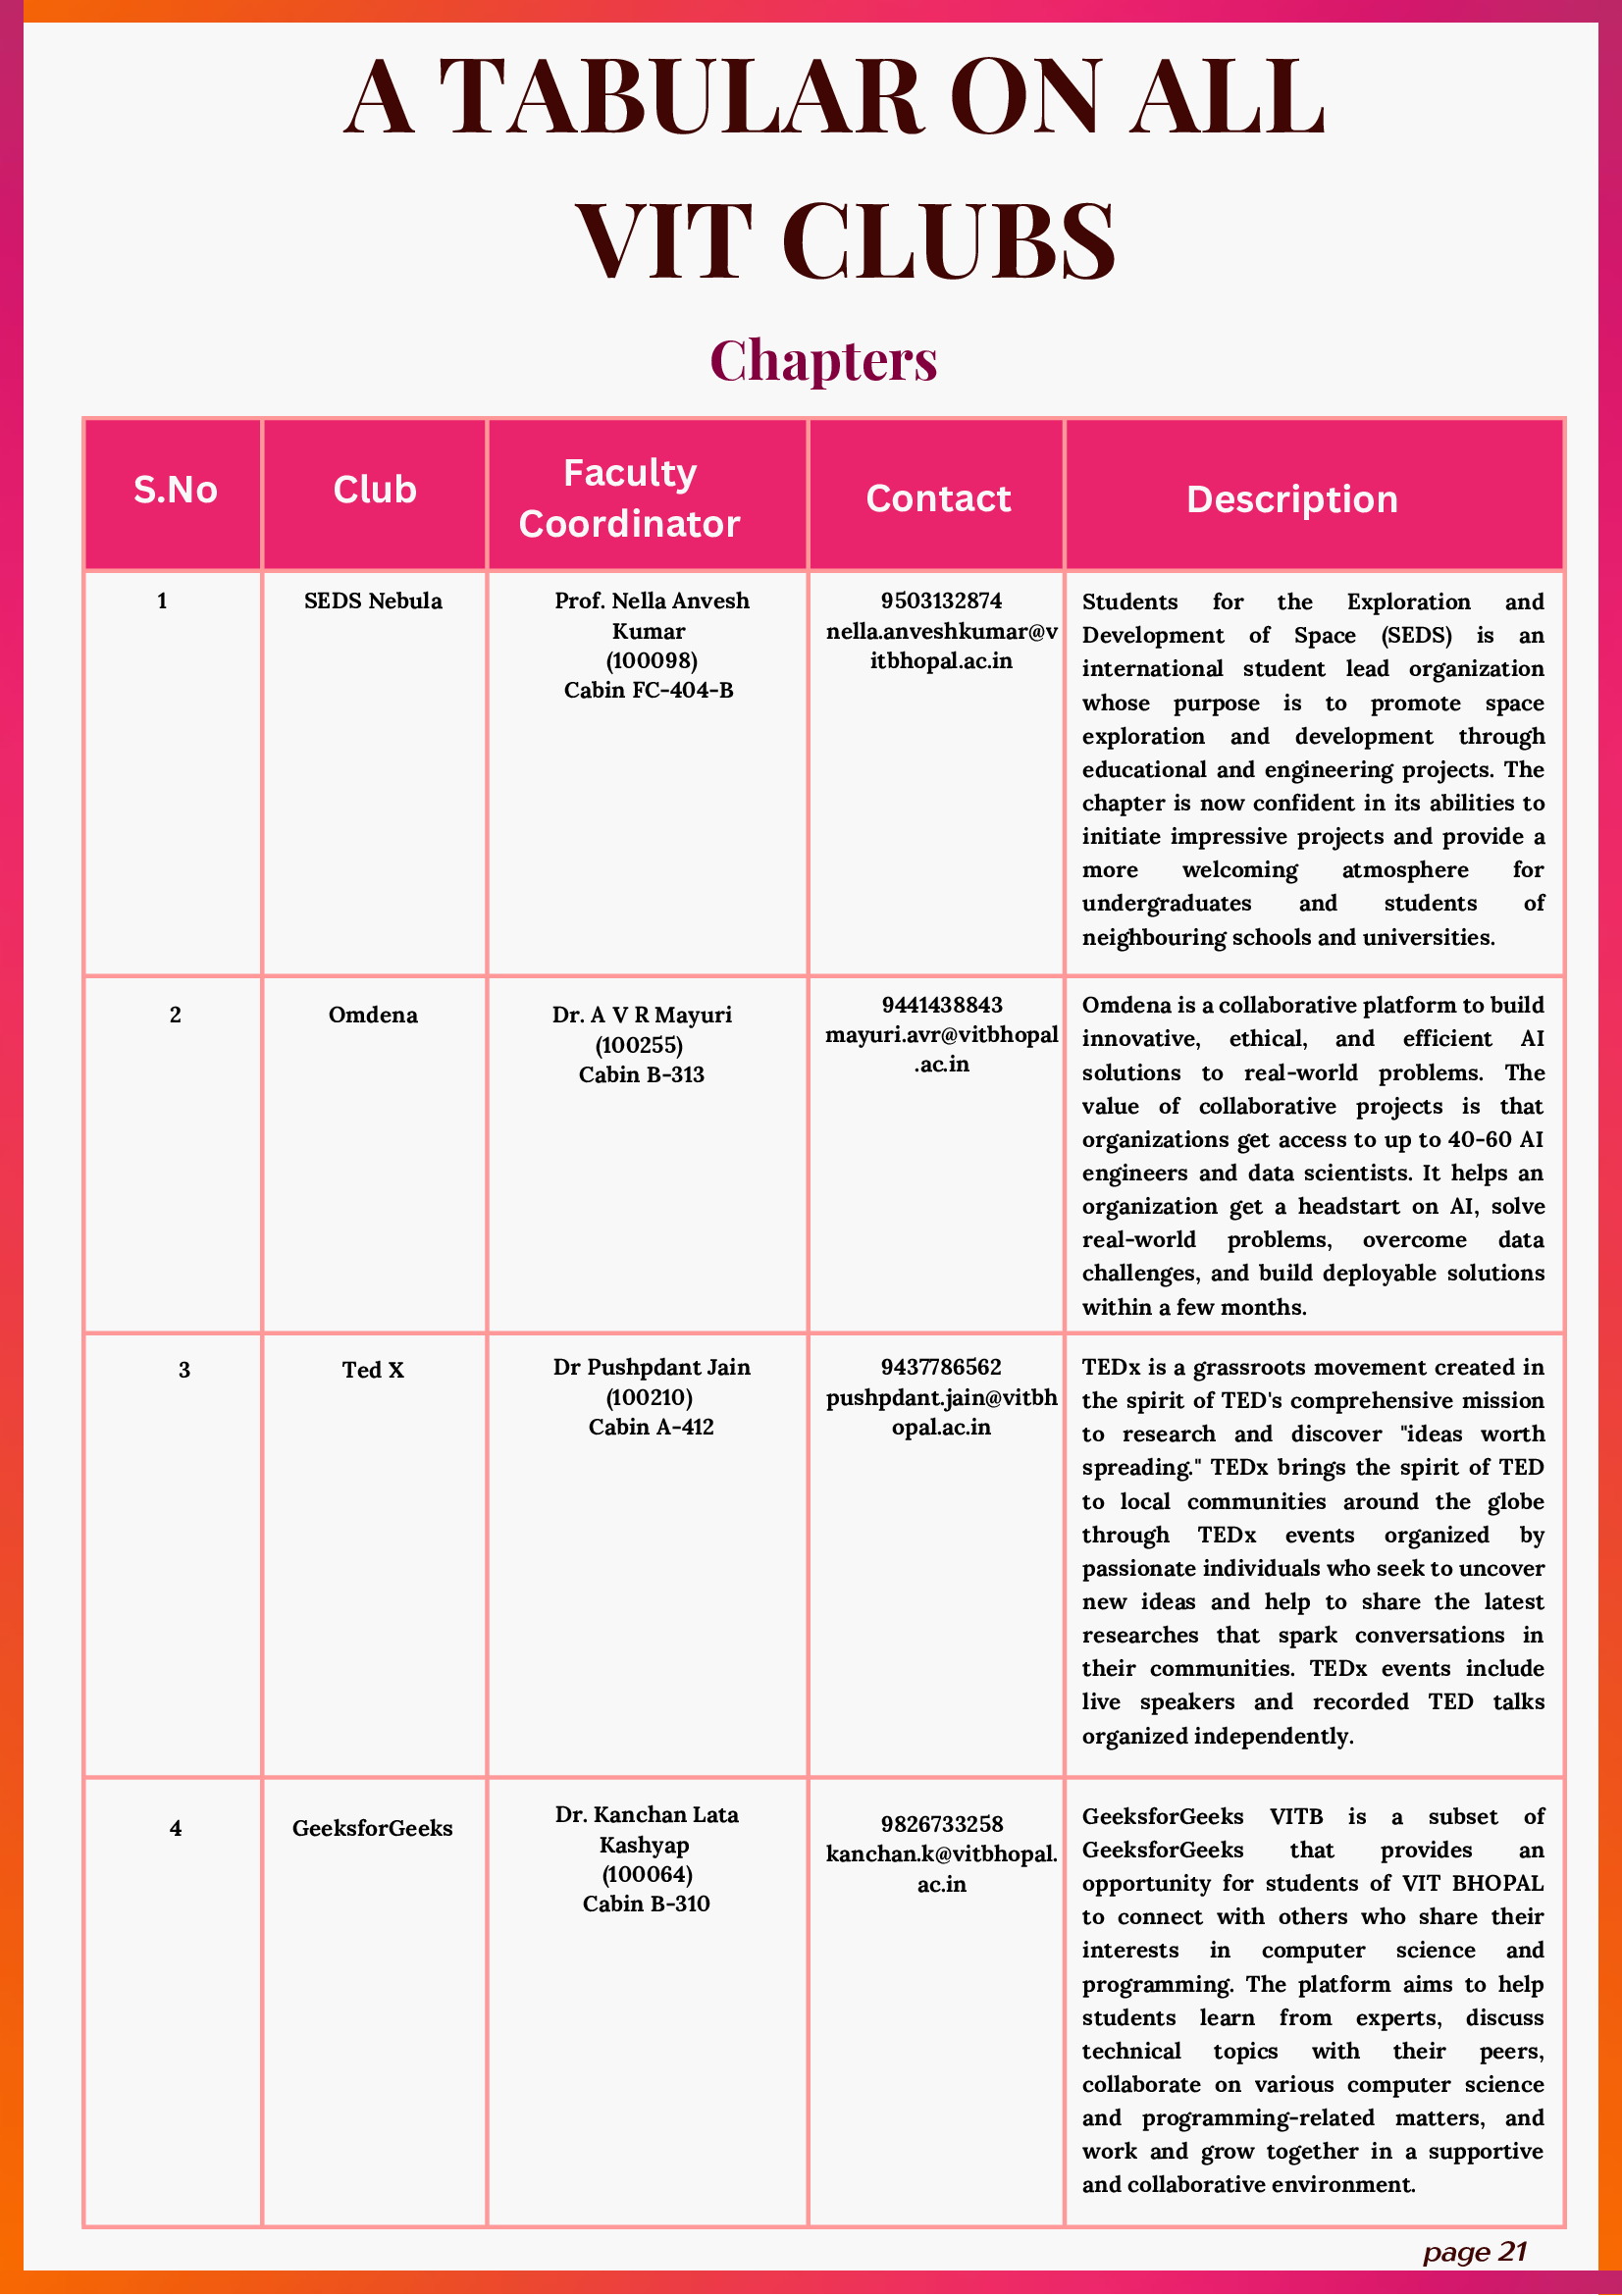 A TABULAR ON ALL
VIT CLUBS
Chapters
S.No
Club
Faculty
Coordinator
Contact
Description
1
SEDS Nebula
Prof. Nella Anvesh
Kumar
(100098)
Cabin FC-404-B
9503132874
nella.anveshkumar@v
itbhopal.ac.in
Students for the Exploration and
Development of Space (SEDS) is an
international student lead organization
whose purpose is to promote space
exploration and development through
educational and engineering projects. The
chapter is now confident in its abilities to
initiate impressive projects and provide a
more welcoming atmosphere for
undergraduates and students of
neighbouring schools and universities.
2
Omdena
Dr. A V R Mayuri
(100255)
Cabin B-313
9441438843
mayuri.avr@vitbhopal
.ac.in
Omdena is a collaborative platform to build
innovative, ethical, and efficient AI
solutions to real-world problems. The
value of collaborative projects is that
organizations get access to up to 40-60 AI
engineers and data scientists. It helps an
organization get a headstart on AI, solve
real-world problems, overcome data
challenges, and build deployable solutions
within a few months.
3
Ted X
Dr Pushpdant Jain
(100210)
Cabin A-412
9437786562
pushpdant.jain@vitbh
opal.ac.in
TEDx is a grassroots movement created in
the spirit of TED's comprehensive mission
to research and discover "ideas worth
spreading." TEDx brings the spirit of TED
to local communities around the globe
through TEDx events organized by
passionate individuals who seek to uncover
new ideas and help to share the latest
researches that spark conversations in
their communities. TEDx events include
live speakers and recorded TED talks
organized independently.
4
GeeksforGeeks
Dr. Kanchan Lata
Kashyap
(100064)
Cabin B-310
9826733258
kanchan.k@vitbhopal.
ac.in
GeeksforGeeks VITB is a subset of
GeeksforGeeks that provides an
opportunity for students of VIT BHOPAL
to connect with others who share their
interests in computer science and
programming. The platform aims to help
students learn from experts, discuss
technical topics with their peers,
collaborate on various computer science
and programming-related matters, and
work and grow together in a supportive
and collaborative environment.
page 21